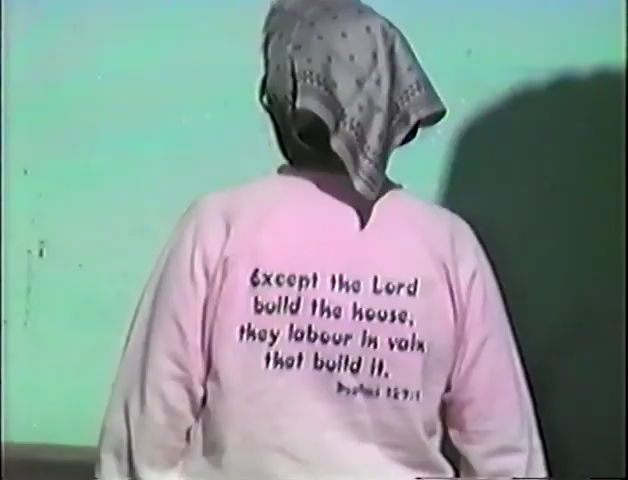 Except the Lord
build the house,
they labour in vain
that build it.
Psalms 127:1